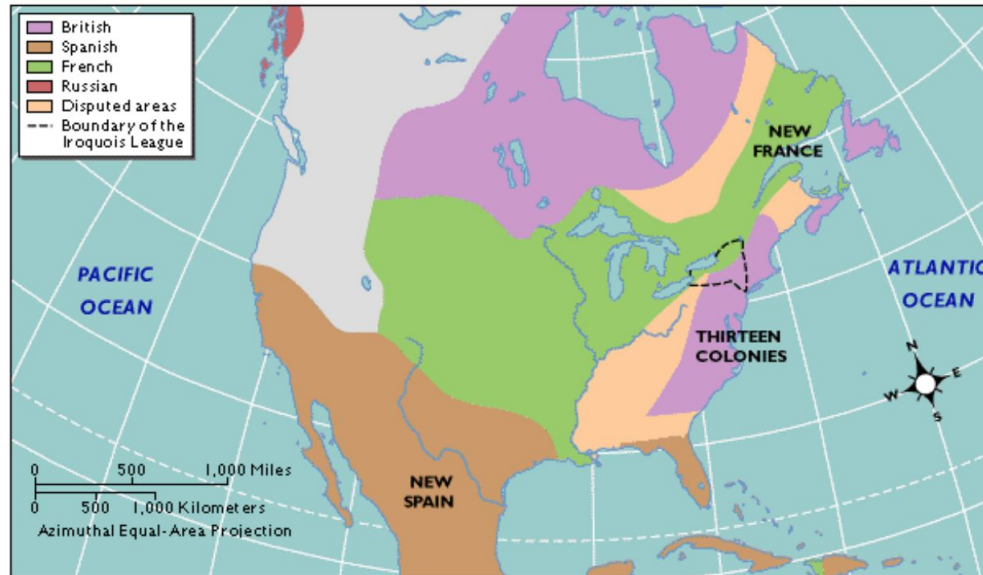 British
Spanish
French
Russian
Disputed areas
Boundary of the
Iroquois League
NEW
FRANCE
PACIFIC
OCEAN
ATLANTIC
OCEAN
THIRTEEN
COLONIES
N
E
W
S
NEW
SPAIN
0 500 1,000 Miles
0 500 1,000 Kilometers
Azimuthal Equal-Area Projection